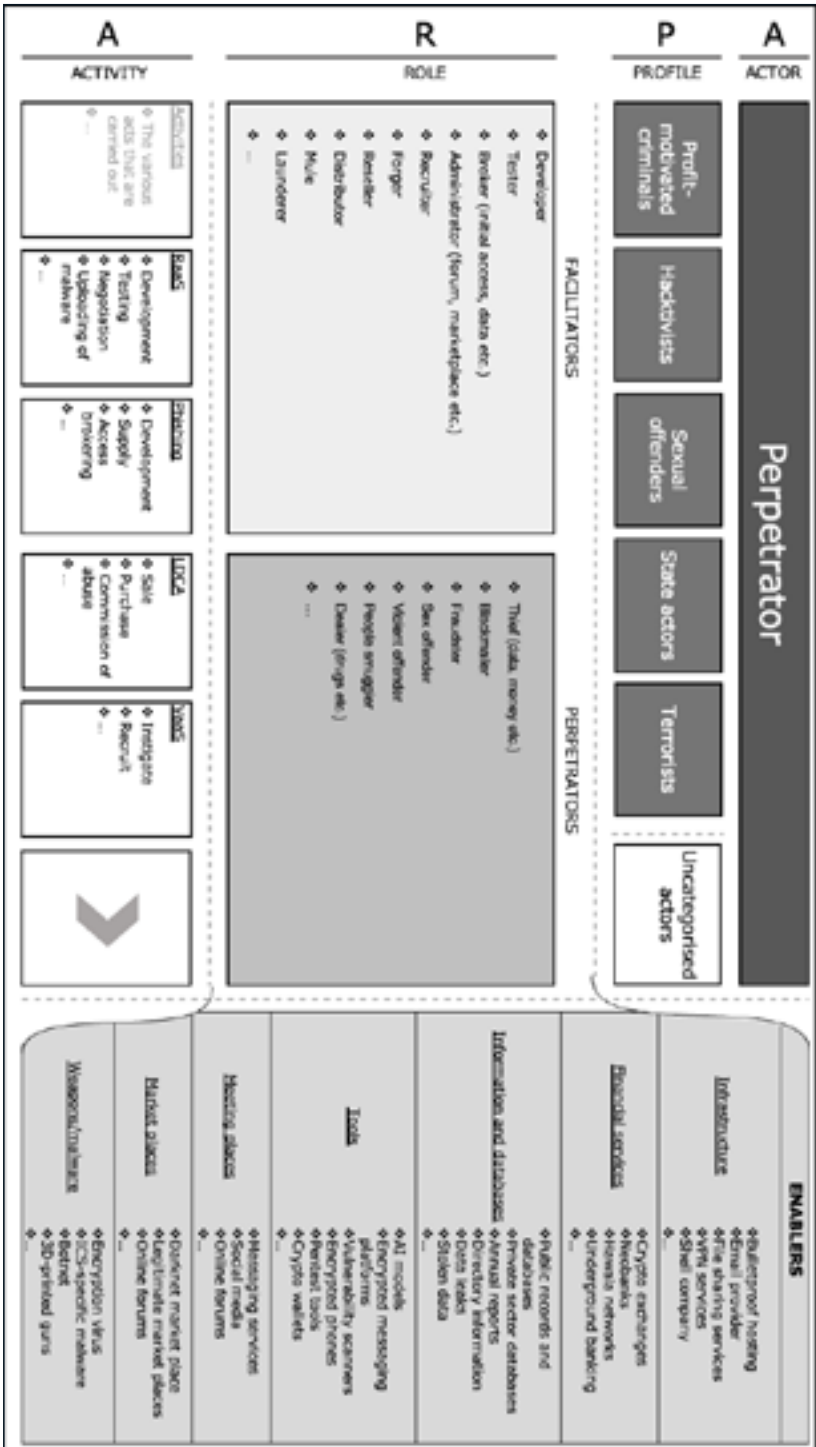 A
ACTOR
Perpetrator
P
PROFILE
Profit-
motivated
criminals
Hacktivists
Sexual
offenders
State actors
Terrorists
Uncategorised
actors
R
ROLE
FACILITATORS
❖ Developer
❖ Tester
❖ Broker (initial access, data etc.)
❖ Administrator (forum, marketplace etc.)
❖ Recruiter
❖ Forger
❖ Reseller
❖ Distributor
❖ Mule
❖ Launderer
❖ ...
PERPETRATORS
❖ Thief (data, money etc.)
❖ Blackmailer
❖ Fraudster
❖ Sex offender
❖ Violent offender
❖ People smuggler
❖ Dealer (drugs etc.)
❖ ...
A
ACTIVITY
Activities
❖ The various
acts that are
carried out
❖ ...
RaaS
❖ Development
❖ Testing
❖ Negotiation
❖ Uploading of
malware
❖ ...
Phishing
❖ Development
❖ Supply
❖ Access
brokering
❖ ...
LDCA
❖ Sale
❖ Purchase
❖ Commission of
abuse
❖ ...
VaaS
❖ Instigate
❖ Recruit
❖ ...
ENABLERS
Infrastructure
❖Bulletproof hosting
❖Email provider
❖File sharing services
❖VPN services
❖Shell company
❖...
Financial services
❖Crypto exchanges
❖Neobanks
❖Hawala networks
❖Underground banking
❖...
Information and databases
❖Public records and
databases
❖Private sector databases
❖Annual reports
❖Directory information
❖Data leaks
❖Stolen data
❖...
Tools
❖AI models
❖Encrypted messaging
platforms
❖Vulnerability scanners
❖Encrypted phones
❖Pentest tools
❖Crypto wallets
❖...
Meeting places
❖Messaging services
❖Social media
❖Online forums
❖...
Market places
❖Darknet market place
❖Legitimate market places
❖Online forums
❖...
Weapons/malware
❖Encryption virus
❖ICS-specific malware
❖Botnet
❖3D-printed guns
❖...